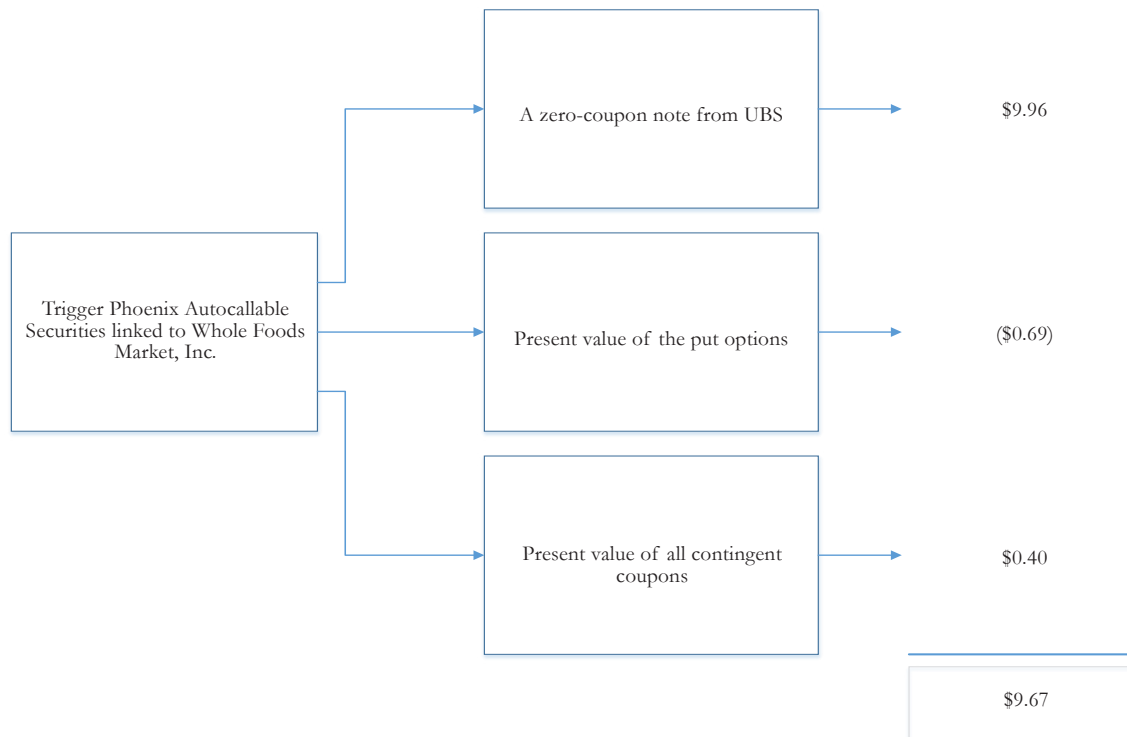 A zero-coupon note from UBS
$9.96
Trigger Phoenix Autocallable
Securities linked to Whole Foods
Market, Inc.
Present value of the put options
($0.69)
Present value of all contingent
coupons
$0.40
$9.67